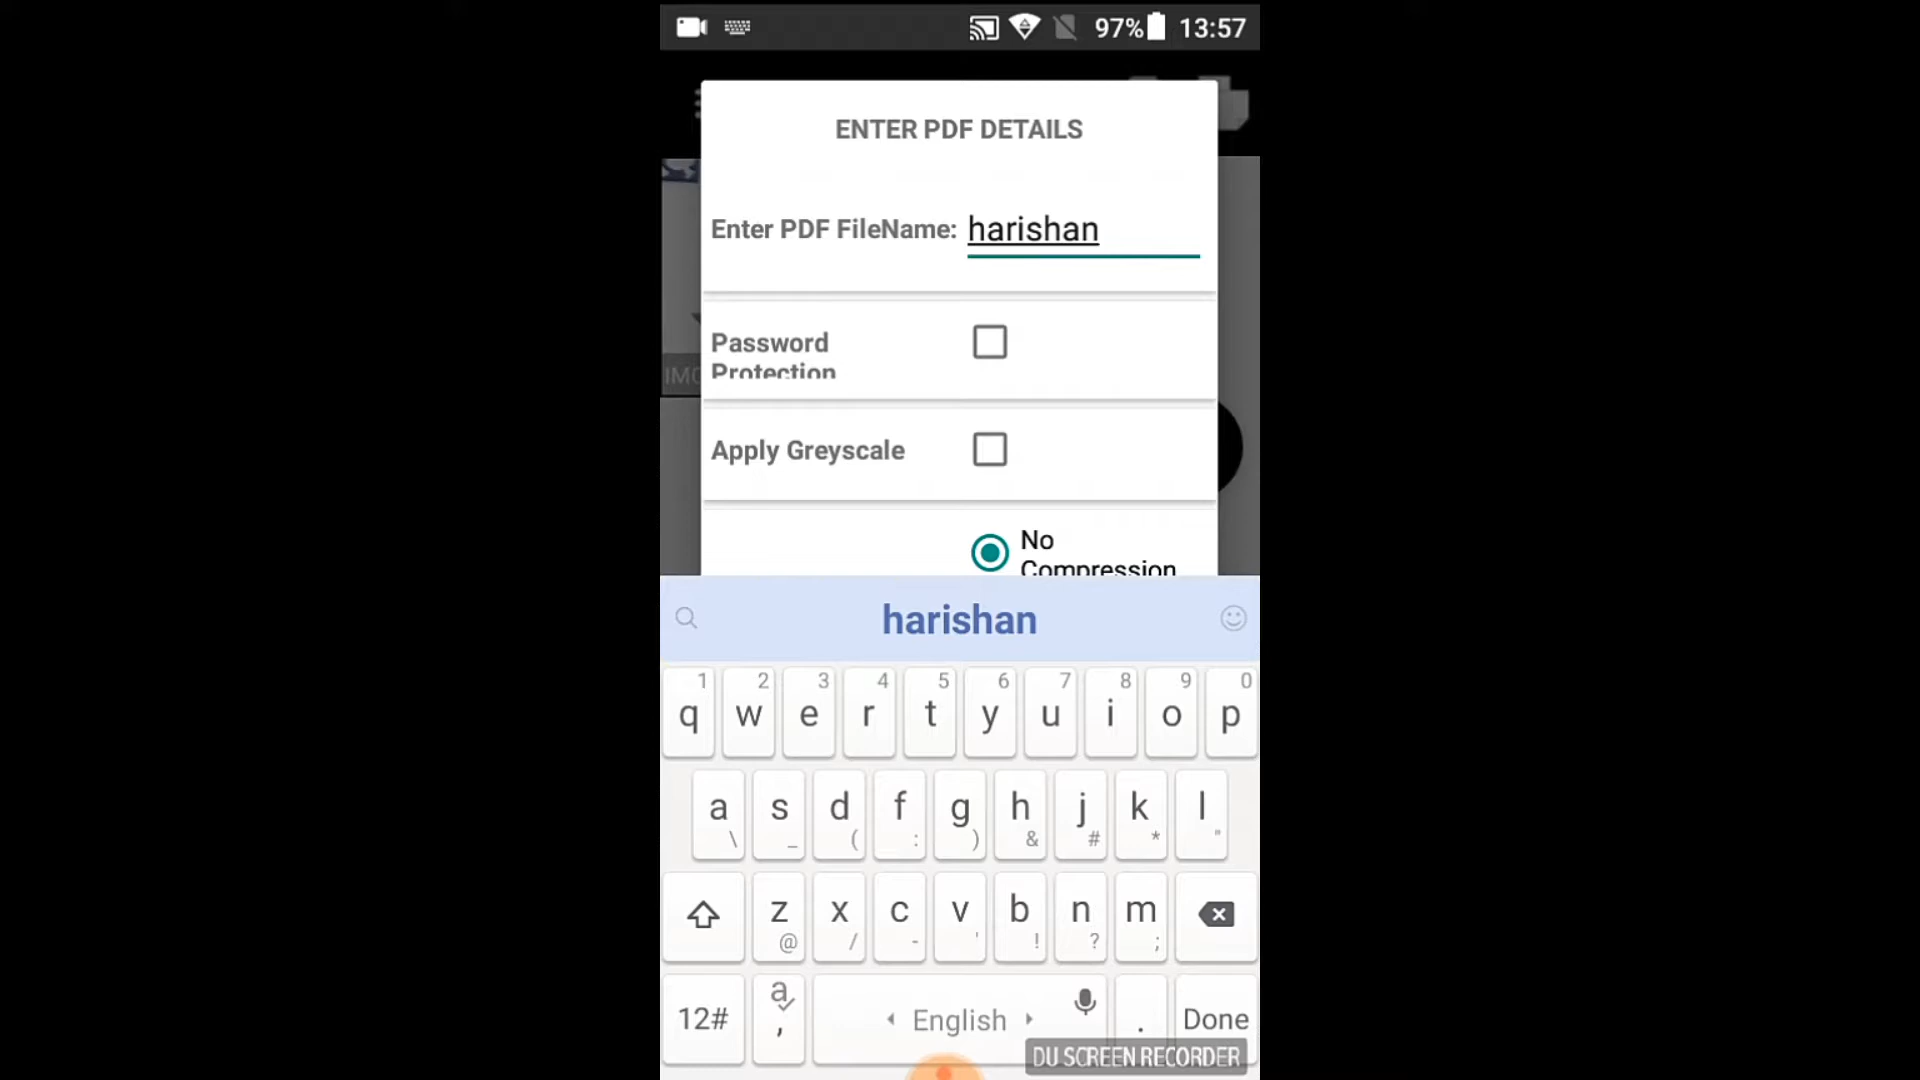 97% 13:57
ENTER PDF DETAILS
Enter PDF FileName: harishan
Password
Protection
Apply Greyscale
No
Compression
IMG
harishan
1 2 3 4 5 6 7 8 9 0
q w e r t y u i o p
a s d f g h j k l
\ _ ( : ) & # * "
z x c v b n m
@ / - ' ! ? ;
12# a , English . Done
DU SCREEN RECORDER